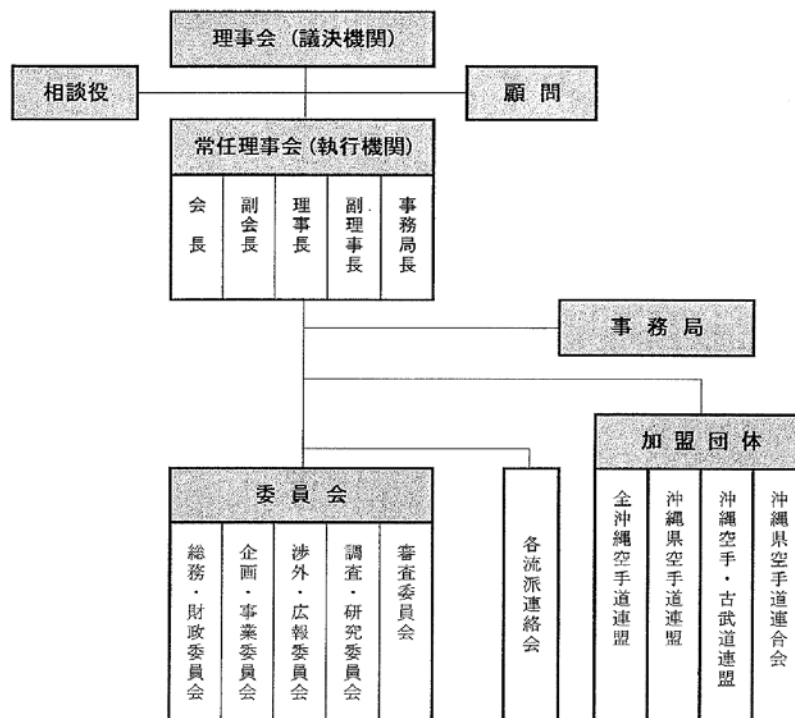 理事会 (議決機関)
相談役
顧問
常任理事会 (執行機関)
会長
副会長
理事長
副理事長
事務局長
事務局
加盟団体
全沖縄空手道連盟
沖縄県空手道連盟
沖縄空手・古武道連盟
沖縄県空手道連合会
委員会
総務・財政委員会
企画・事業委員会
渉外・広報委員会
調査・研究委員会
審査委員会
各流派連絡会